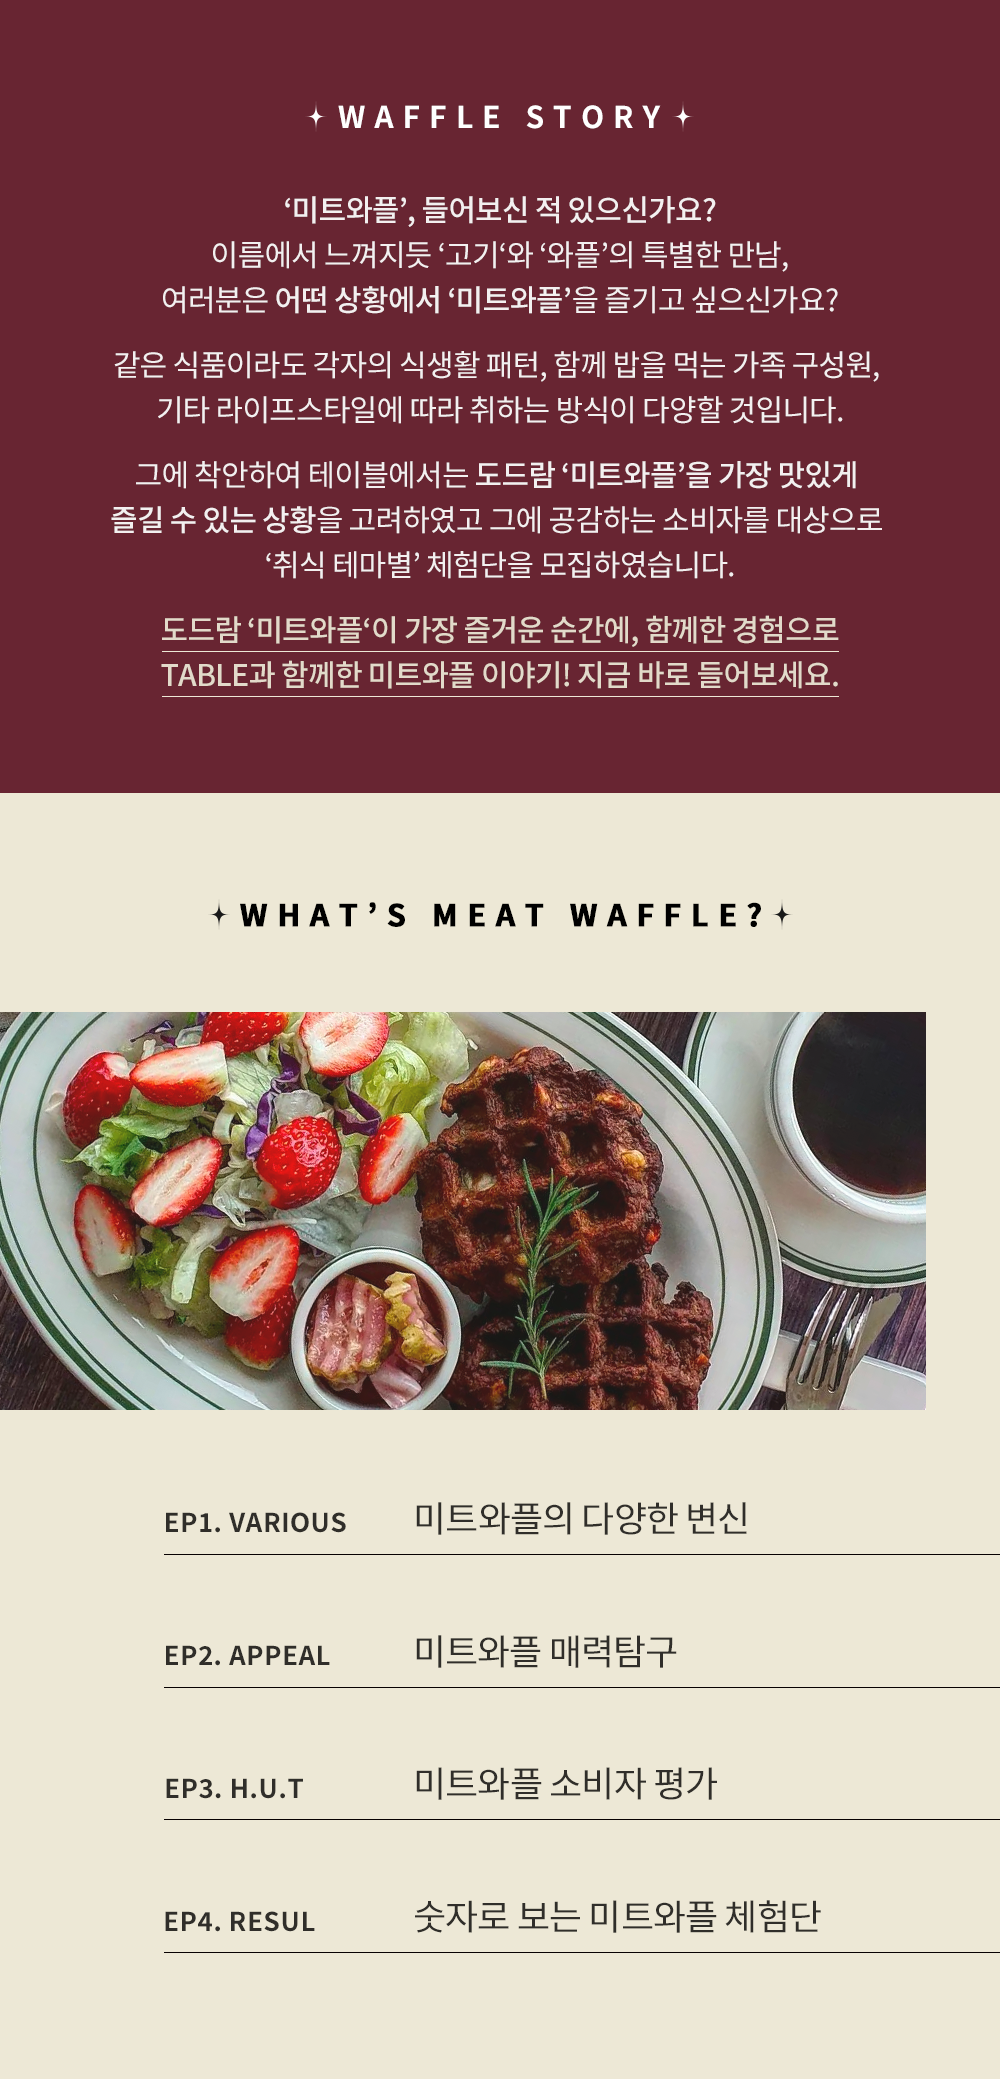 WAFFLE STORY
‘미트와플’, 들어보신 적 있으신가요?
이름에서 느껴지듯 ‘고기‘와 ‘와플’의 특별한 만남,
여러분은 어떤 상황에서 ‘미트와플’을 즐기고 싶으신가요?
같은 식품이라도 각자의 식생활 패턴, 함께 밥을 먹는 가족 구성원,
기타 라이프스타일에 따라 취하는 방식이 다양할 것입니다.
그에 착안하여 테이블에서는 도드람 ‘미트와플’을 가장 맛있게
즐길 수 있는 상황을 고려하였고 그에 공감하는 소비자를 대상으로
‘취식 테마별’ 체험단을 모집하였습니다.
도드람 ‘미트와플‘이 가장 즐거운 순간에, 함께한 경험으로
TABLE과 함께한 미트와플 이야기! 지금 바로 들어보세요.
WHAT’S MEAT WAFFLE?
EP1. VARIOUS 미트와플의 다양한 변신
EP2. APPEAL 미트와플 매력탐구
EP3. H.U.T 미트와플 소비자 평가
EP4. RESUL 숫자로 보는 미트와플 체험단